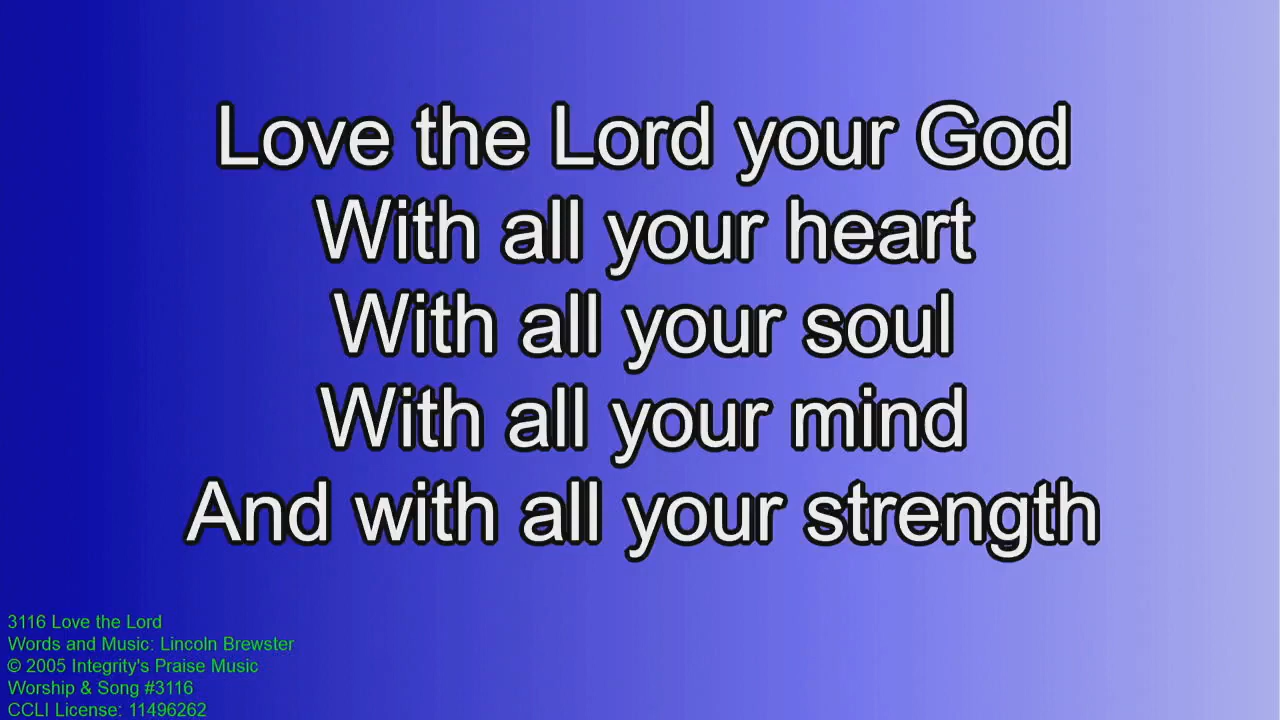 Love the Lord your God
With all your heart
With all your soul
With all your mind
And with all your strength
3116 Love the Lord
Words and Music: Lincoln Brewster
© 2005 Integrity's Praise Music
Worship & Song #3116
CCLI License: 11496262